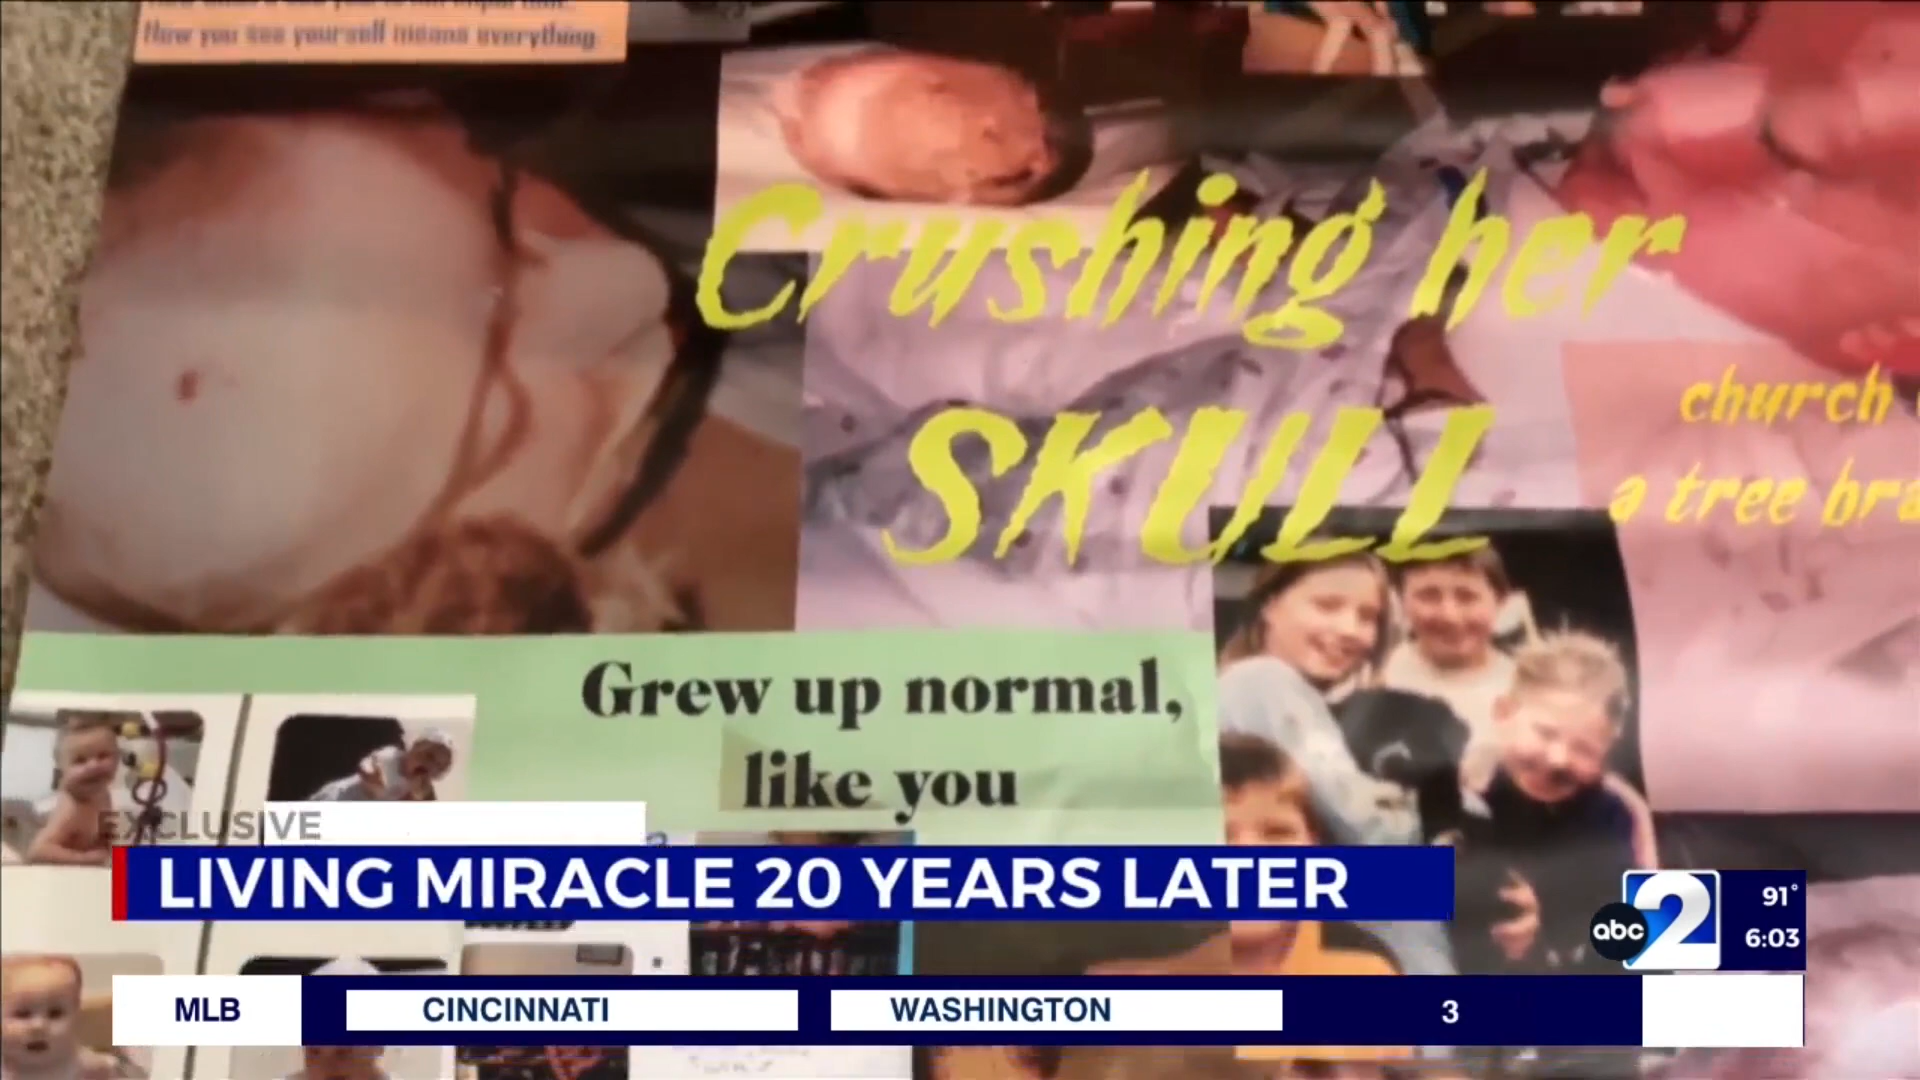 How you see yourself means everything.
Crushing her
SKULL
church
a tree
Grew up normal,
like you
EXCLUSIVE
LIVING MIRACLE 20 YEARS LATER
abc 2
91°
6:03
MLB
CINCINNATI
WASHINGTON
3